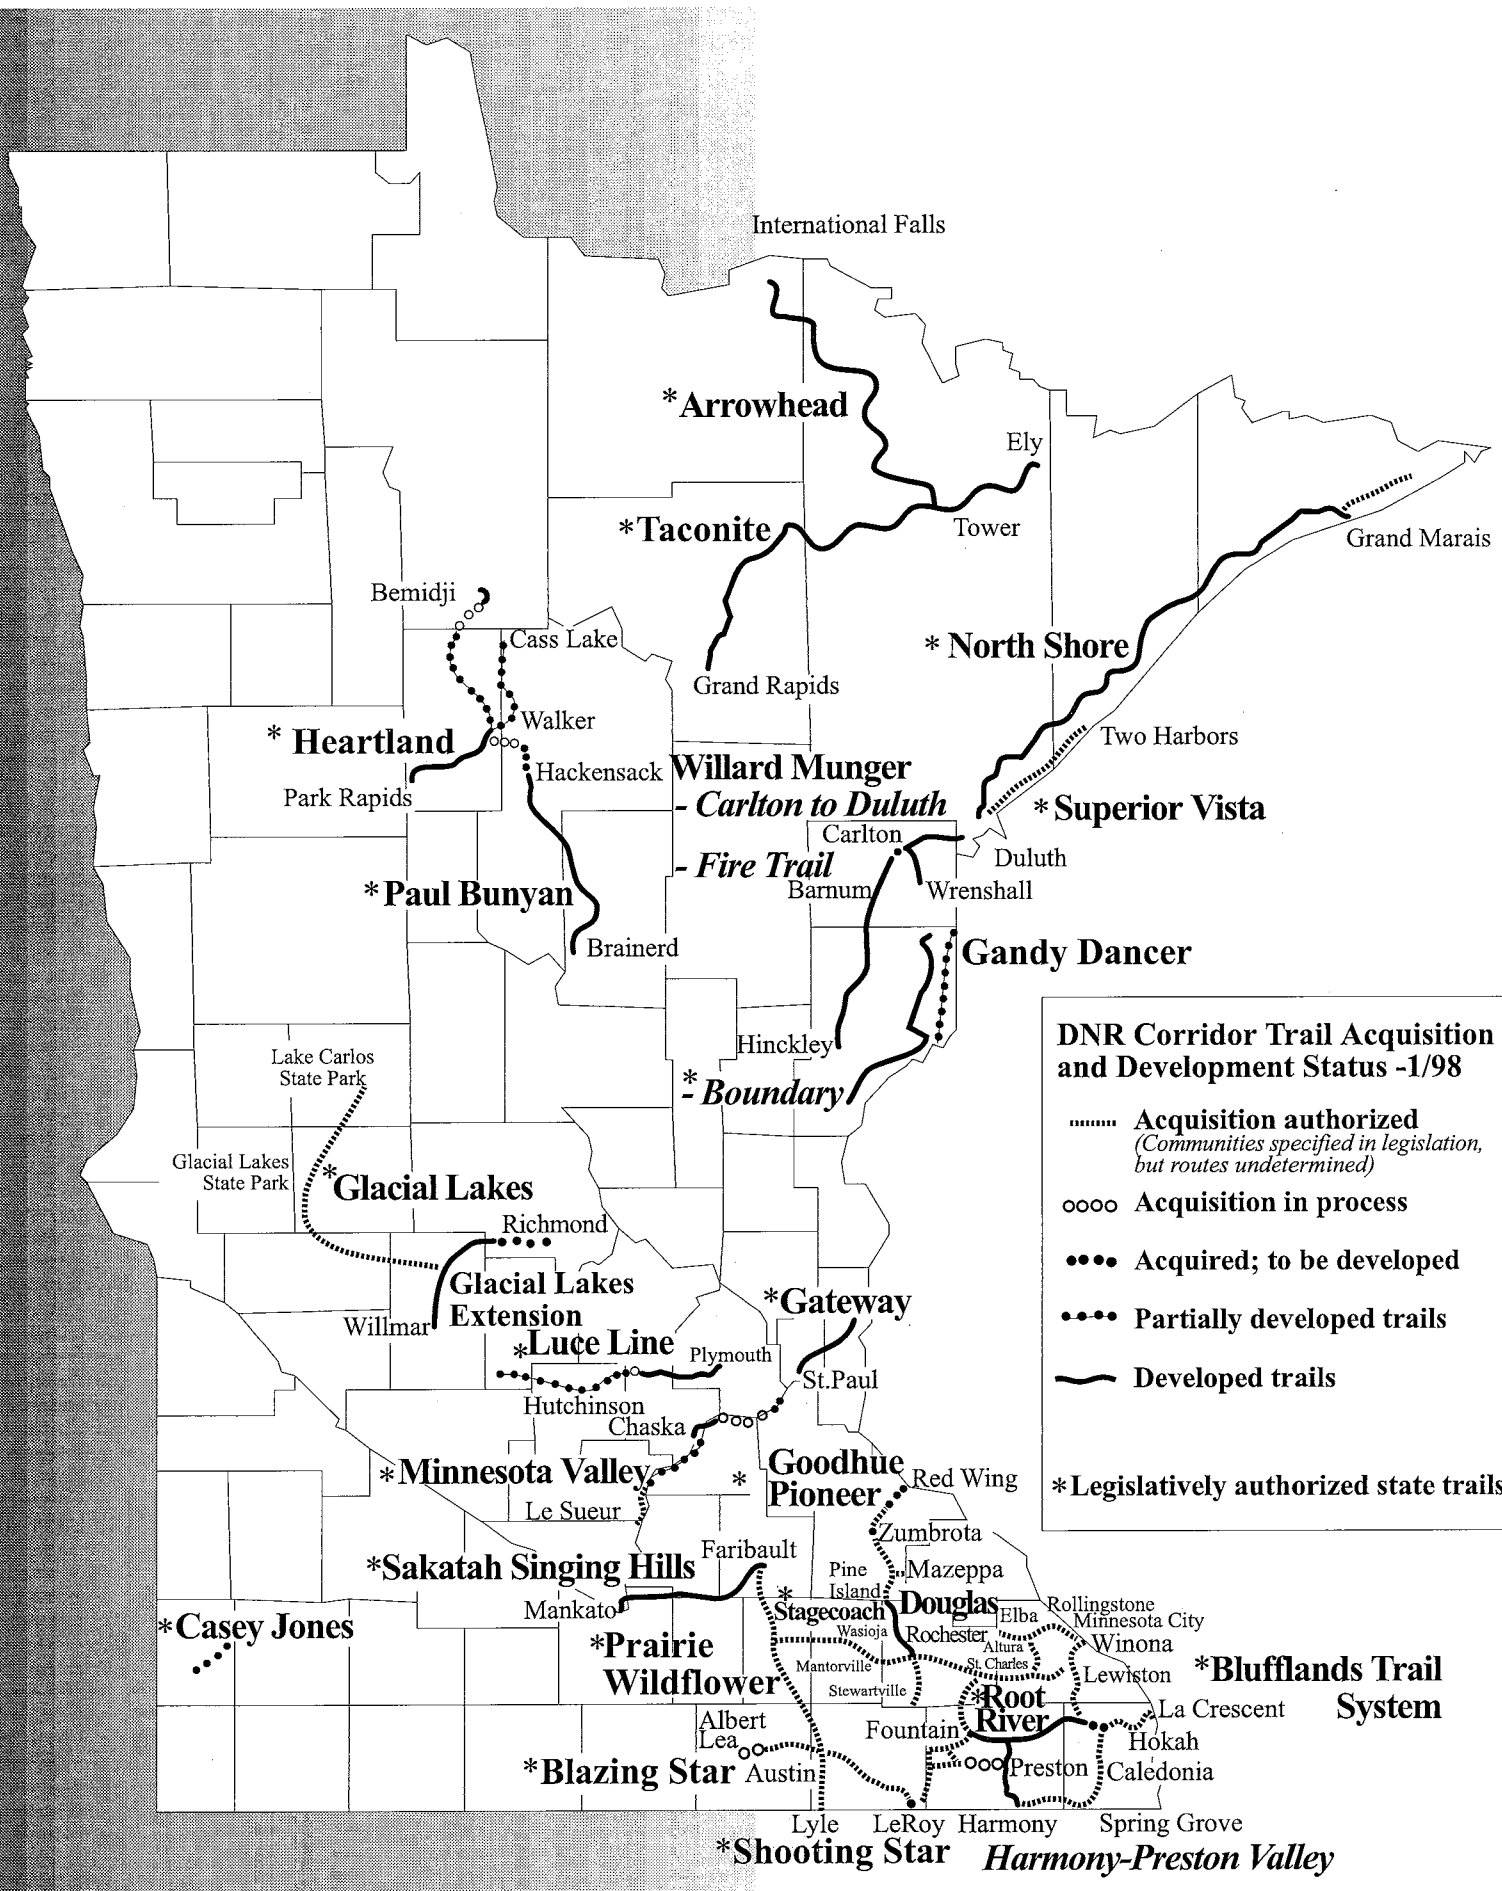 International Falls
*Arrowhead
Ely
*Taconite
Tower
Grand Marais
Bemidji
Cass Lake
* North Shore
Grand Rapids
Walker
* Heartland
Two Harbors
Hackensack
Willard Munger
Park Rapids
- Carlton to Duluth
*Superior Vista
Carlton
Duluth
- Fire Trail
Barnum
Wrenshall
*Paul Bunyan
Brainerd
Gandy Dancer
Hinckley
*
- Boundary
Lake Carlos
State Park
Glacial Lakes
State Park
*Glacial Lakes
Richmond
Glacial Lakes
Extension
Willmar
*Gateway
*Luce Line
Plymouth
St.Paul
Hutchinson
Chaska
*Minnesota Valley
* Goodhue
Pioneer
Red Wing
Le Sueur
Zumbrota
Faribault
*Sakatah Singing Hills
Pine
Island
Mazeppa
Mankato
*
Stagecoach
Douglas
Elba
Rollingstone
Minnesota City
*Casey Jones
Wasioja
Rochester
Altura
Winona
*Prairie
Wildflower
Mantorville
St. Charles
Lewiston
*Blufflands Trail
System
Stewartville
*Root
River
La Crescent
Albert
Lea
Fountain
Hokah
*Blazing Star
Austin
Preston
Caledonia
Lyle
LeRoy
Harmony
Spring Grove
*Shooting Star
Harmony-Preston Valley
DNR Corridor Trail Acquisition
and Development Status -1/98
Acquisition authorized
(Communities specified in legislation,
but routes undetermined)
Acquisition in process
Acquired; to be developed
Partially developed trails
Developed trails
*Legislatively authorized state trails